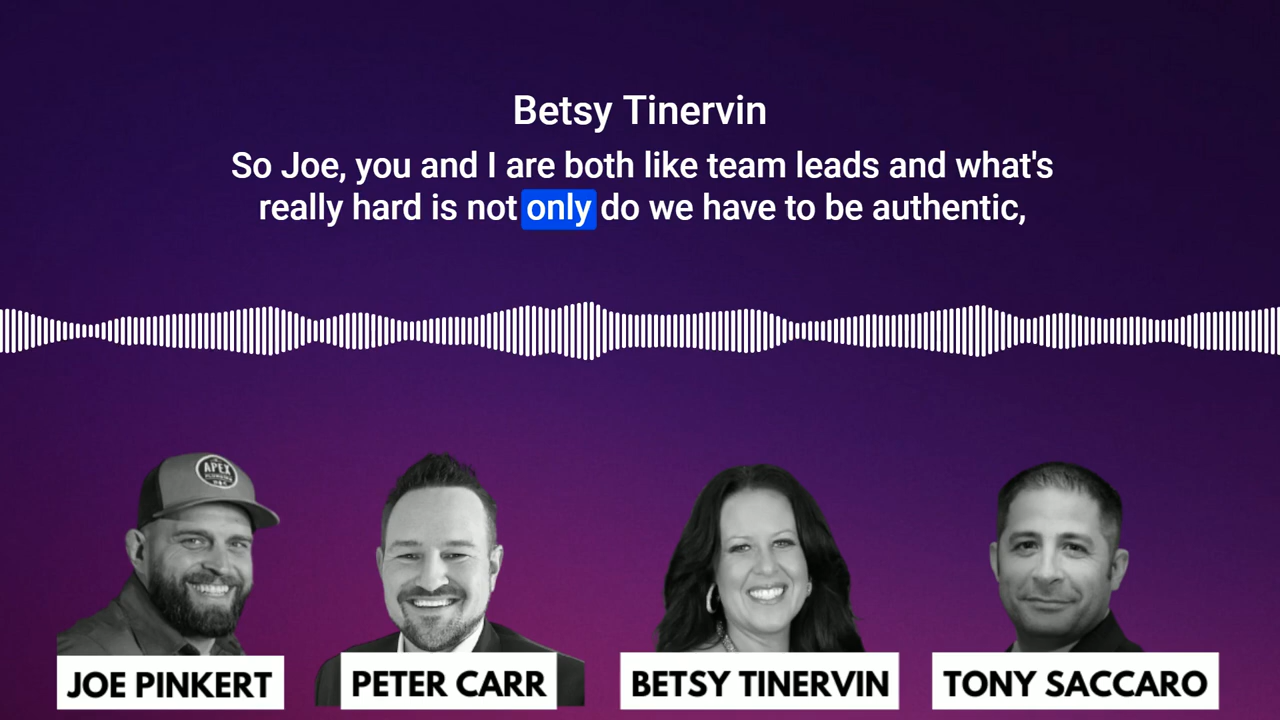 Betsy Tinervin
So Joe, you and I are both like team leads and what's
really hard is not only do we have to be authentic,
APEX
JOE PINKERT
PETER CARR
BETSY TINERVIN
TONY SACCARO